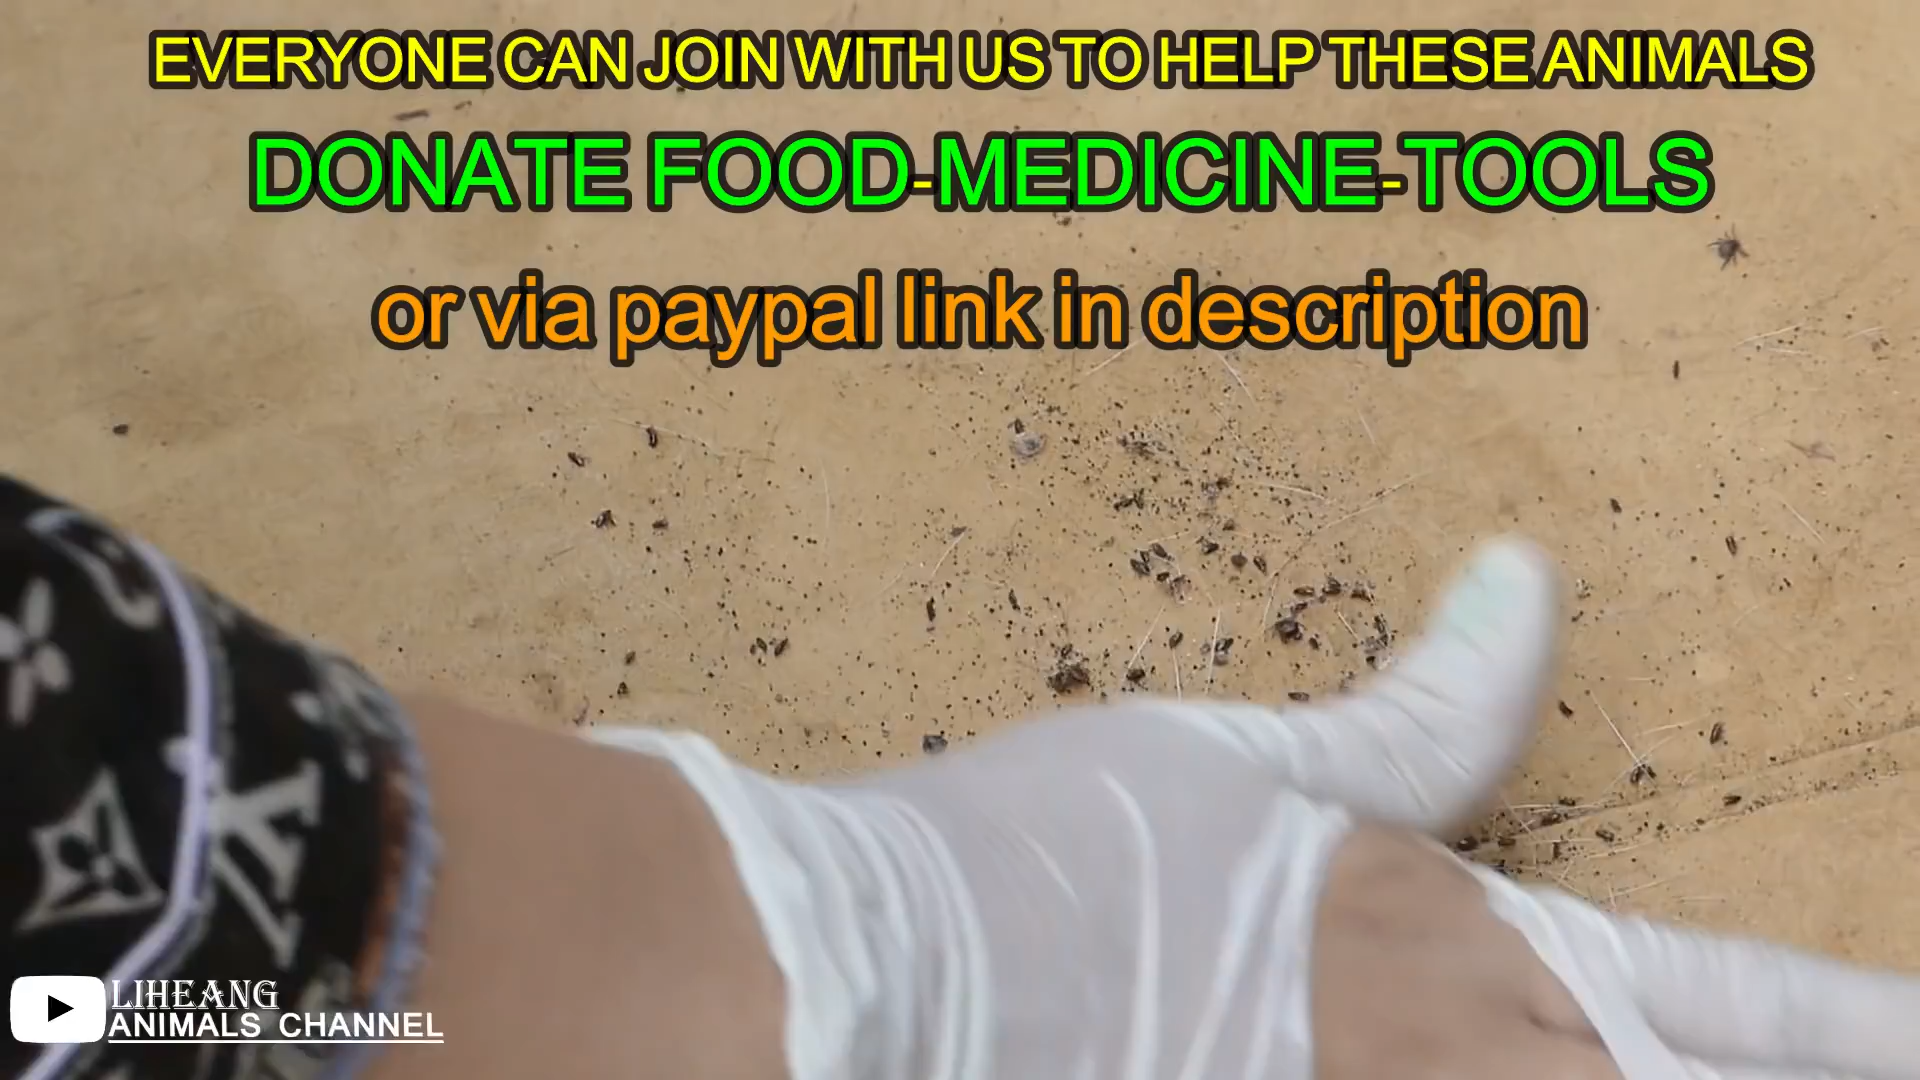 EVERYONE CAN JOIN WITH US TO HELP THESE ANIMALS
DONATE FOOD-MEDICINE-TOOLS
or via paypal link in description
LIHEANG
ANIMALS CHANNEL